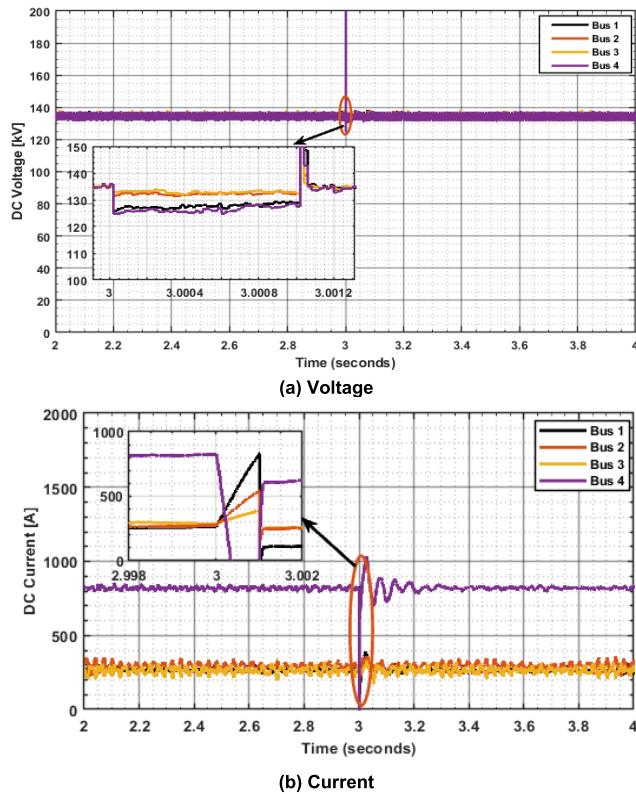 200
180
160
140
120
100
80
60
40
20
0
DC Voltage [kV]
Bus 1
Bus 2
Bus 3
Bus 4
150
140
130
120
110
100
3 3.0004 3.0008 3.0012
2 2.2 2.4 2.6 2.8 3 3.2 3.4 3.6 3.8 4
Time (seconds)
(a) Voltage
2000
1500
1000
500
0
DC Current [A]
Bus 1
Bus 2
Bus 3
Bus 4
1000
500
0
2.998 3 3.002
2 2.2 2.4 2.6 2.8 3 3.2 3.4 3.6 3.8 4
Time (seconds)
(b) Current